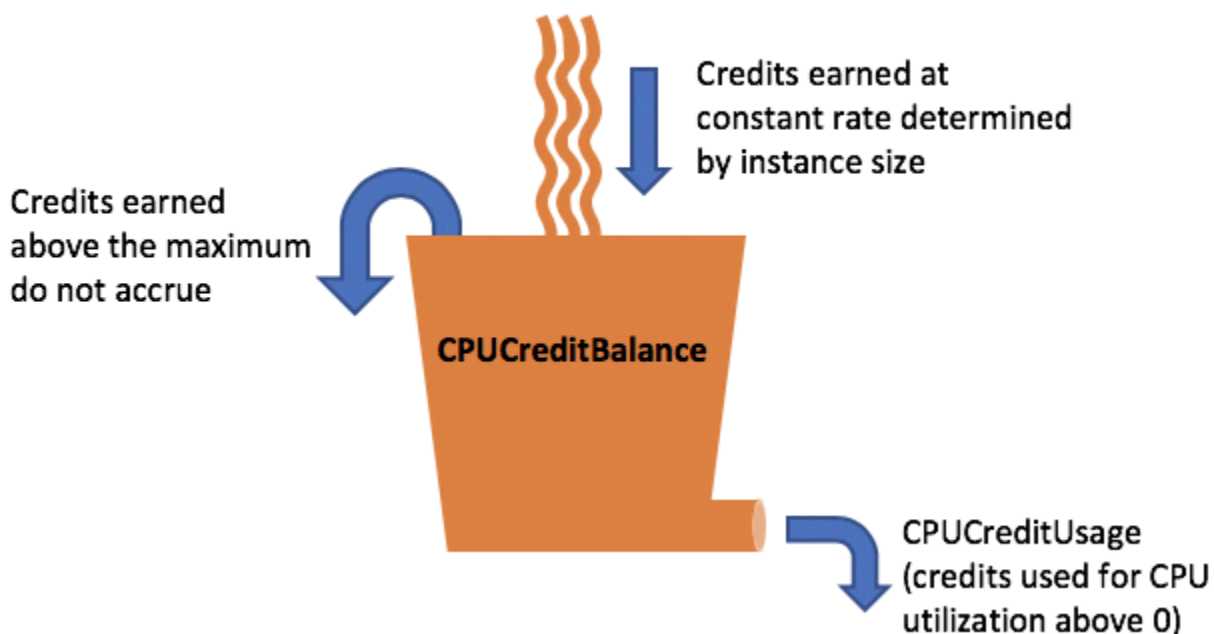 Credits earned at
constant rate determined
by instance size
Credits earned
above the maximum
do not accrue
CPUCreditBalance
CPUCreditUsage
(credits used for CPU
utilization above 0)